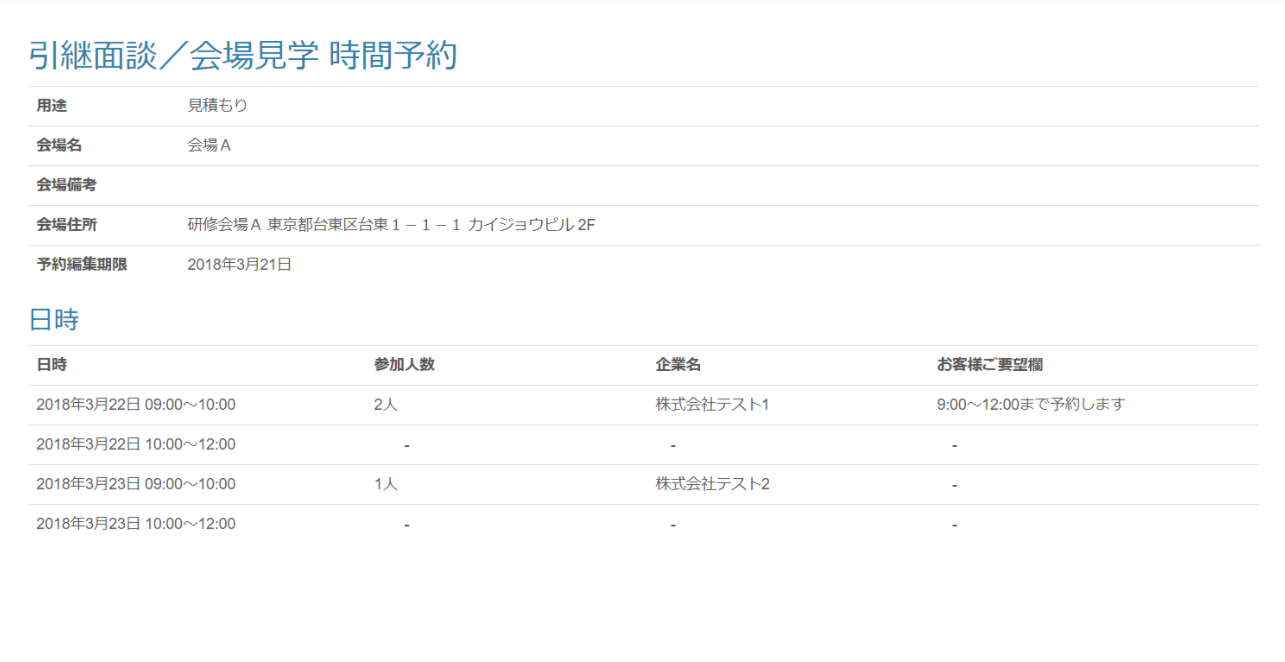 引継面談／会場見学 時間予約
用途 見積もり
会場名 会場Ａ
会場備考
会場住所 研修会場Ａ 東京都台東区台東１－１－１ カイジョウビル2F
予約編集期限 2018年3月21日
日時
日時 参加人数 企業名 お客様ご要望欄
2018年3月22日 09:00～10:00 2人 株式会社テスト1 9:00～12:00まで予約します
2018年3月22日 10:00～12:00 - - -
2018年3月23日 09:00～10:00 1人 株式会社テスト2 -
2018年3月23日 10:00～12:00 - - -